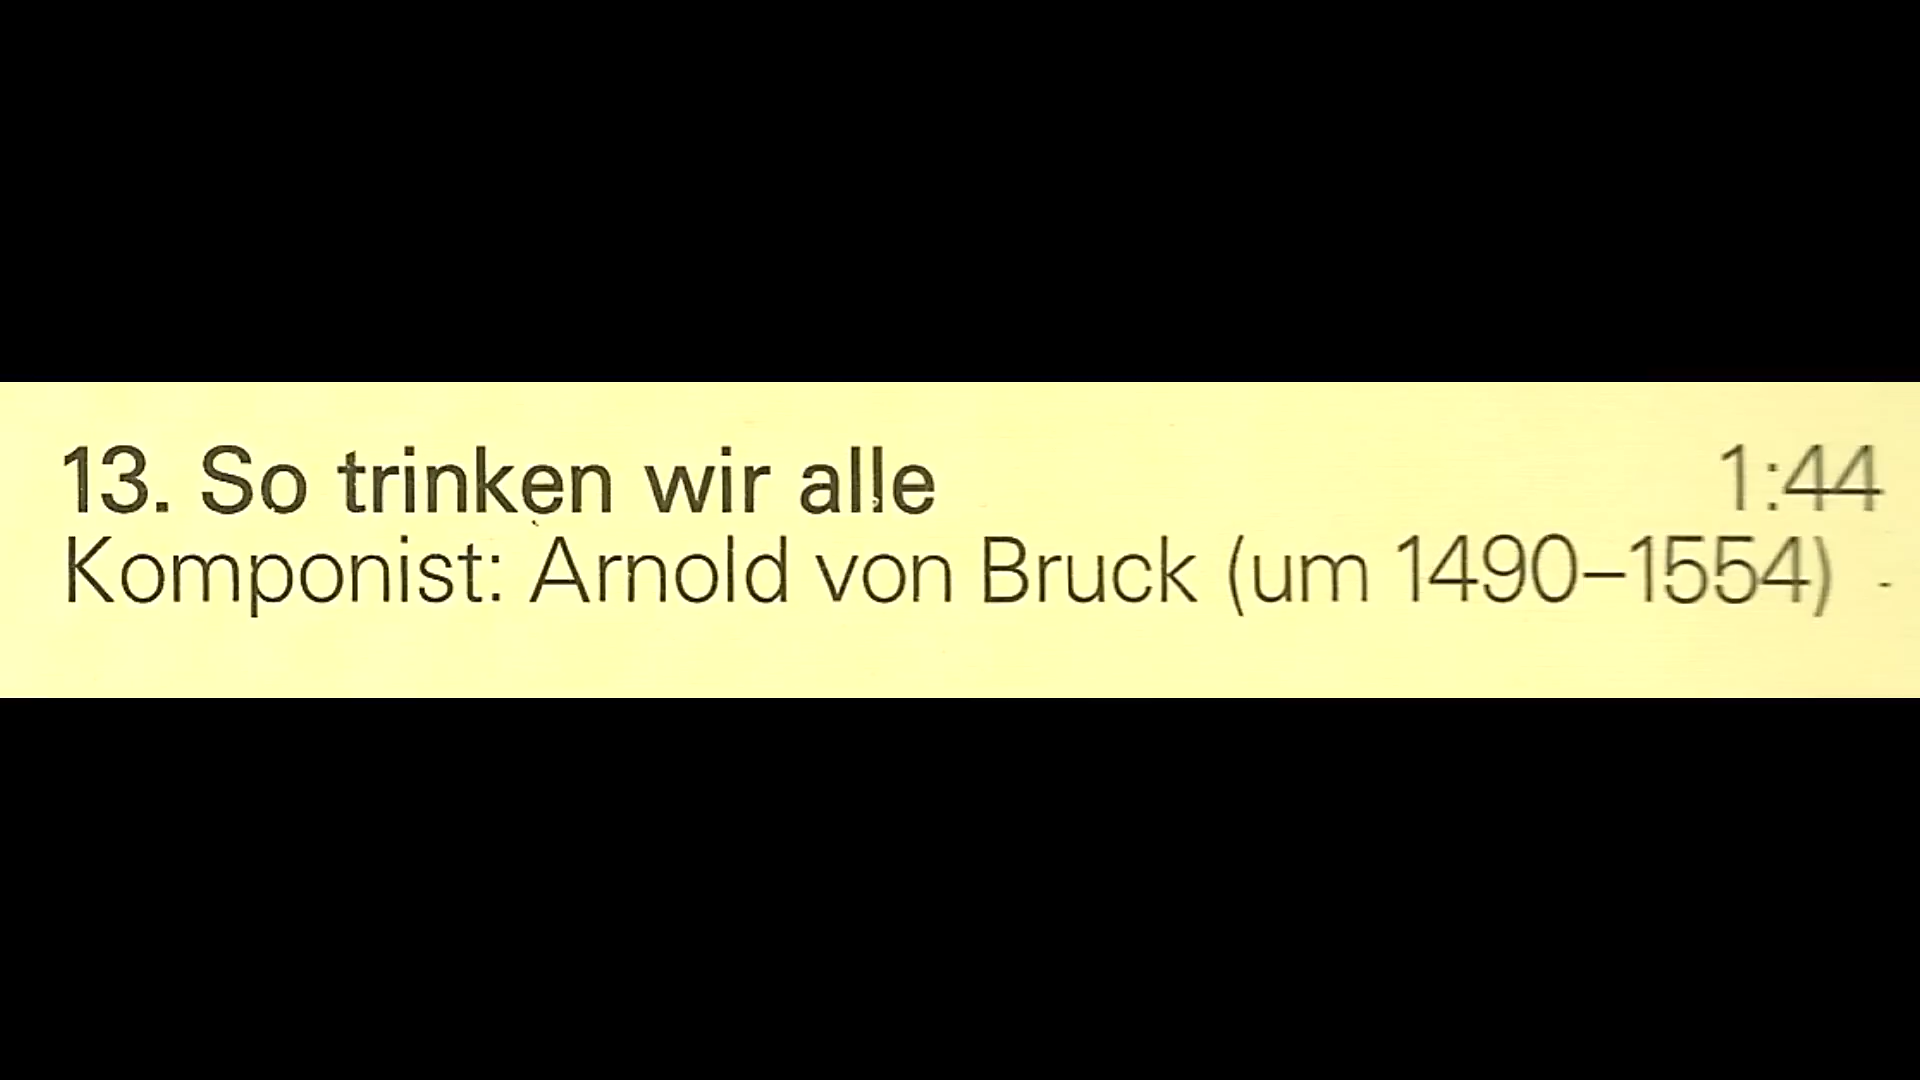 13. So trinken wir alle 1:44
Komponist: Arnold von Bruck (um 1490–1554)